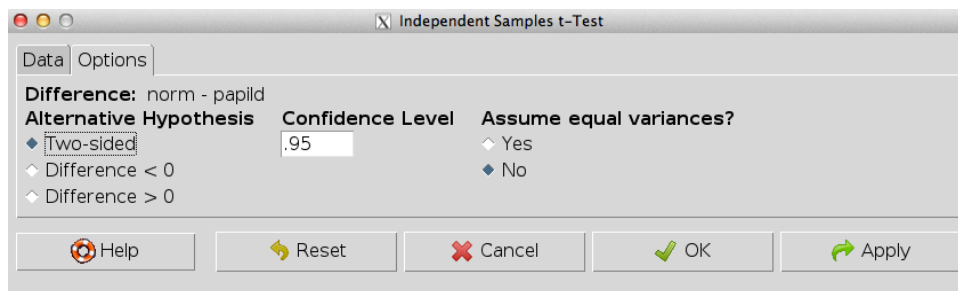 Independent Samples t-Test
Data Options
Difference: norm - papild
Alternative Hypothesis Confidence Level Assume equal variances?
Two-sided .95 Yes
Difference < 0 No
Difference > 0
Help Reset Cancel OK Apply